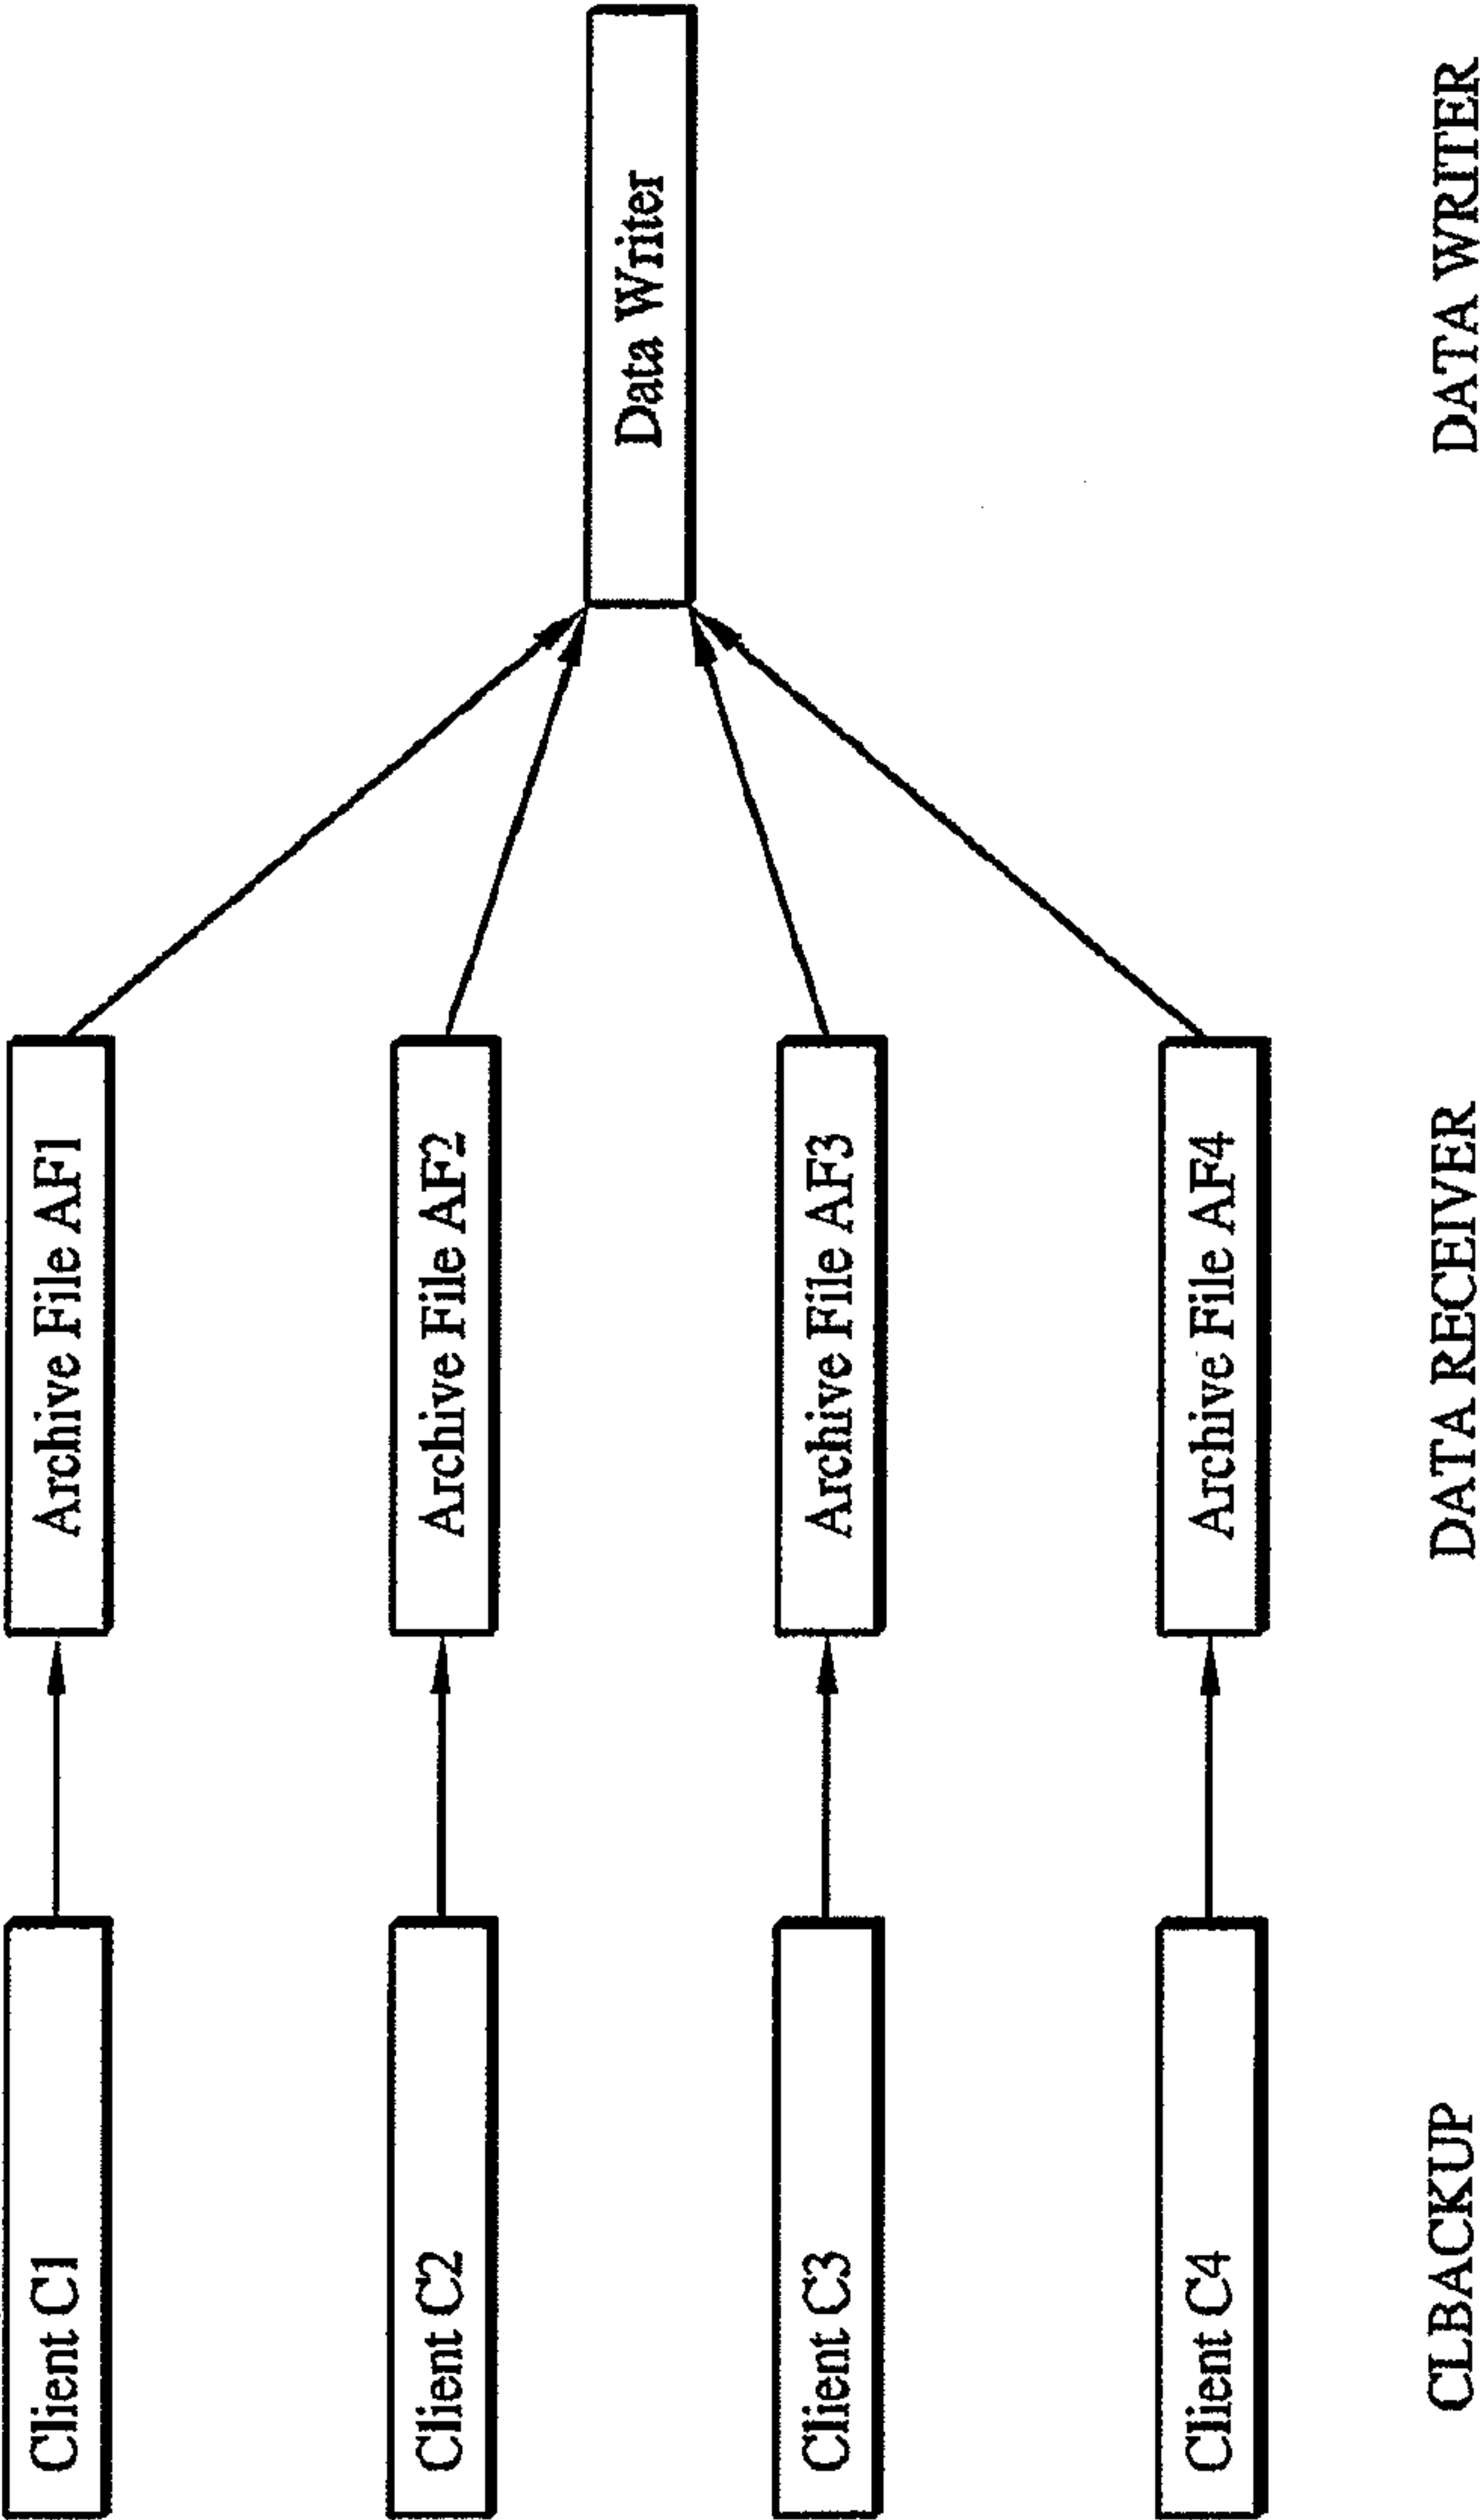 Client C1
Archive File AF1
Client C2
Archive File AF2
Data Writer
Client C3
Archive File AF3
Client C4
Archive File AF4
CLBACKUP
DATA RECEIVER
DATA WRITER